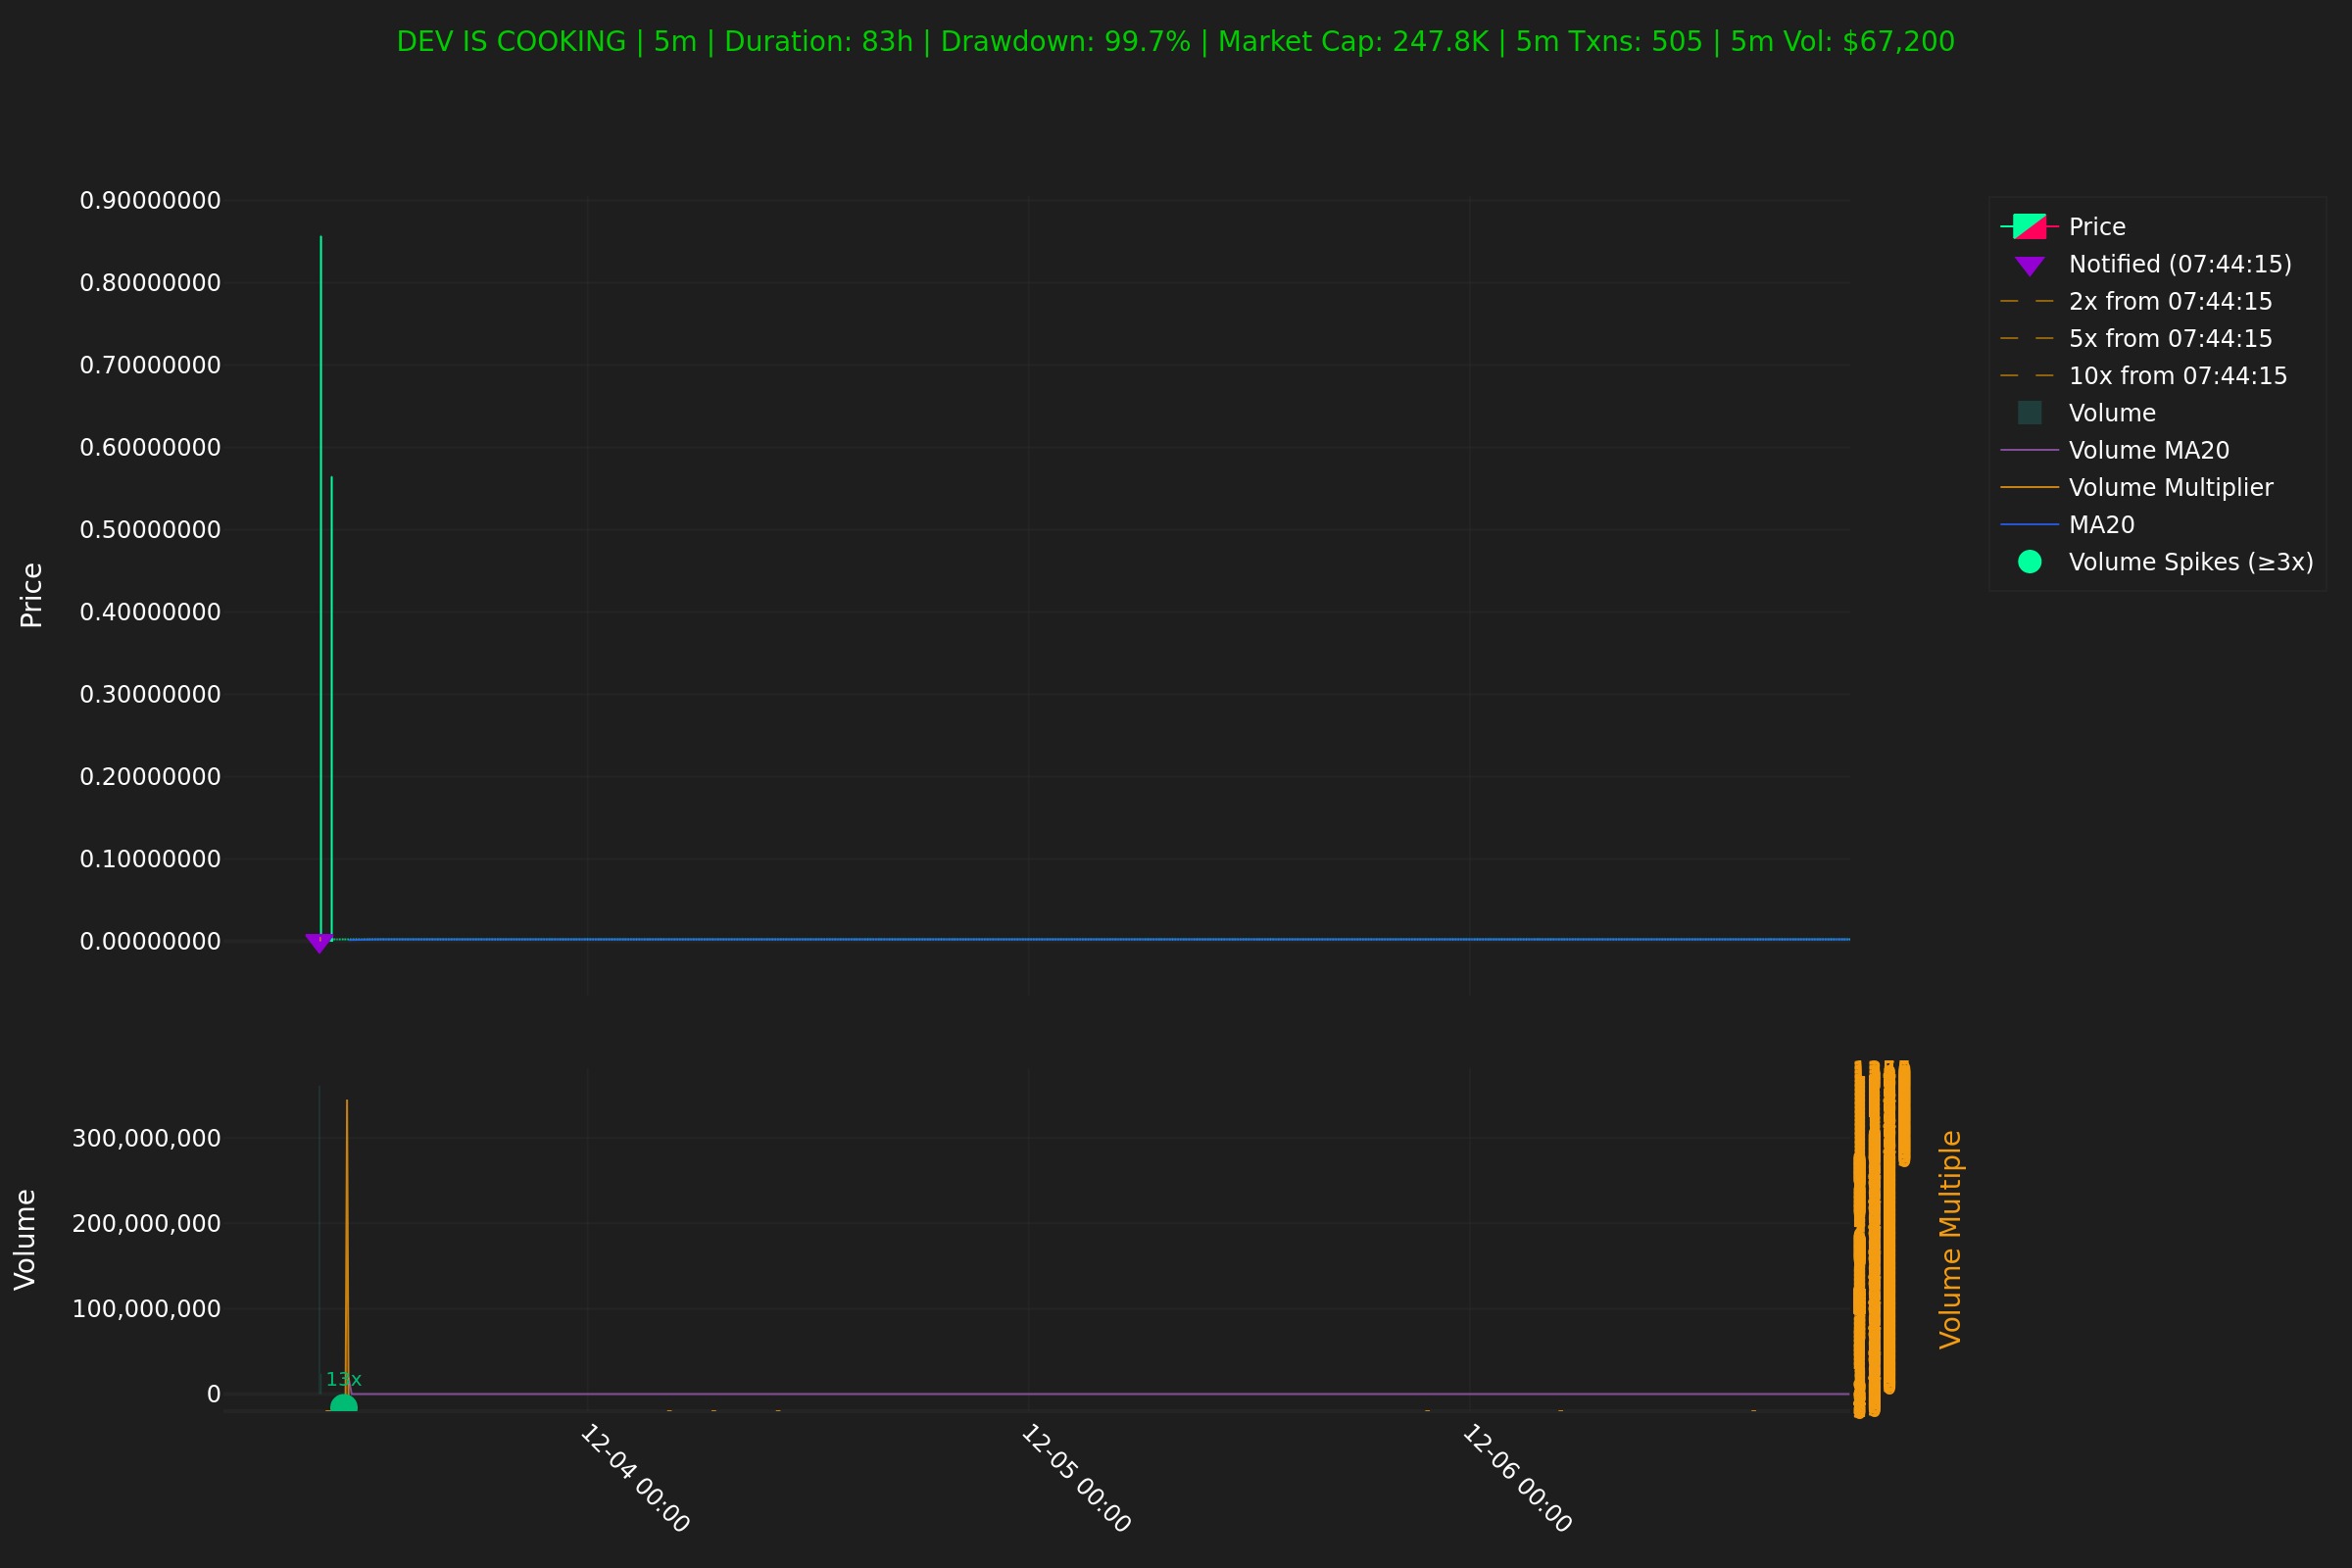 DEV IS COOKING | 5m | Duration: 83h | Drawdown: 99.7% | Market Cap: 247.8K | 5m Txns: 505 | 5m Vol: $67,200
0.90000000
0.80000000
0.70000000
0.60000000
0.50000000
0.40000000
0.30000000
0.20000000
0.10000000
0.00000000
Price
Price
Notified (07:44:15)
2x from 07:44:15
5x from 07:44:15
10x from 07:44:15
Volume
Volume MA20
Volume Multiplier
MA20
Volume Spikes (≥3x)
300,000,000
200,000,000
100,000,000
0
Volume
13x
Volume Multiple
12-04 00:00
12-05 00:00
12-06 00:00